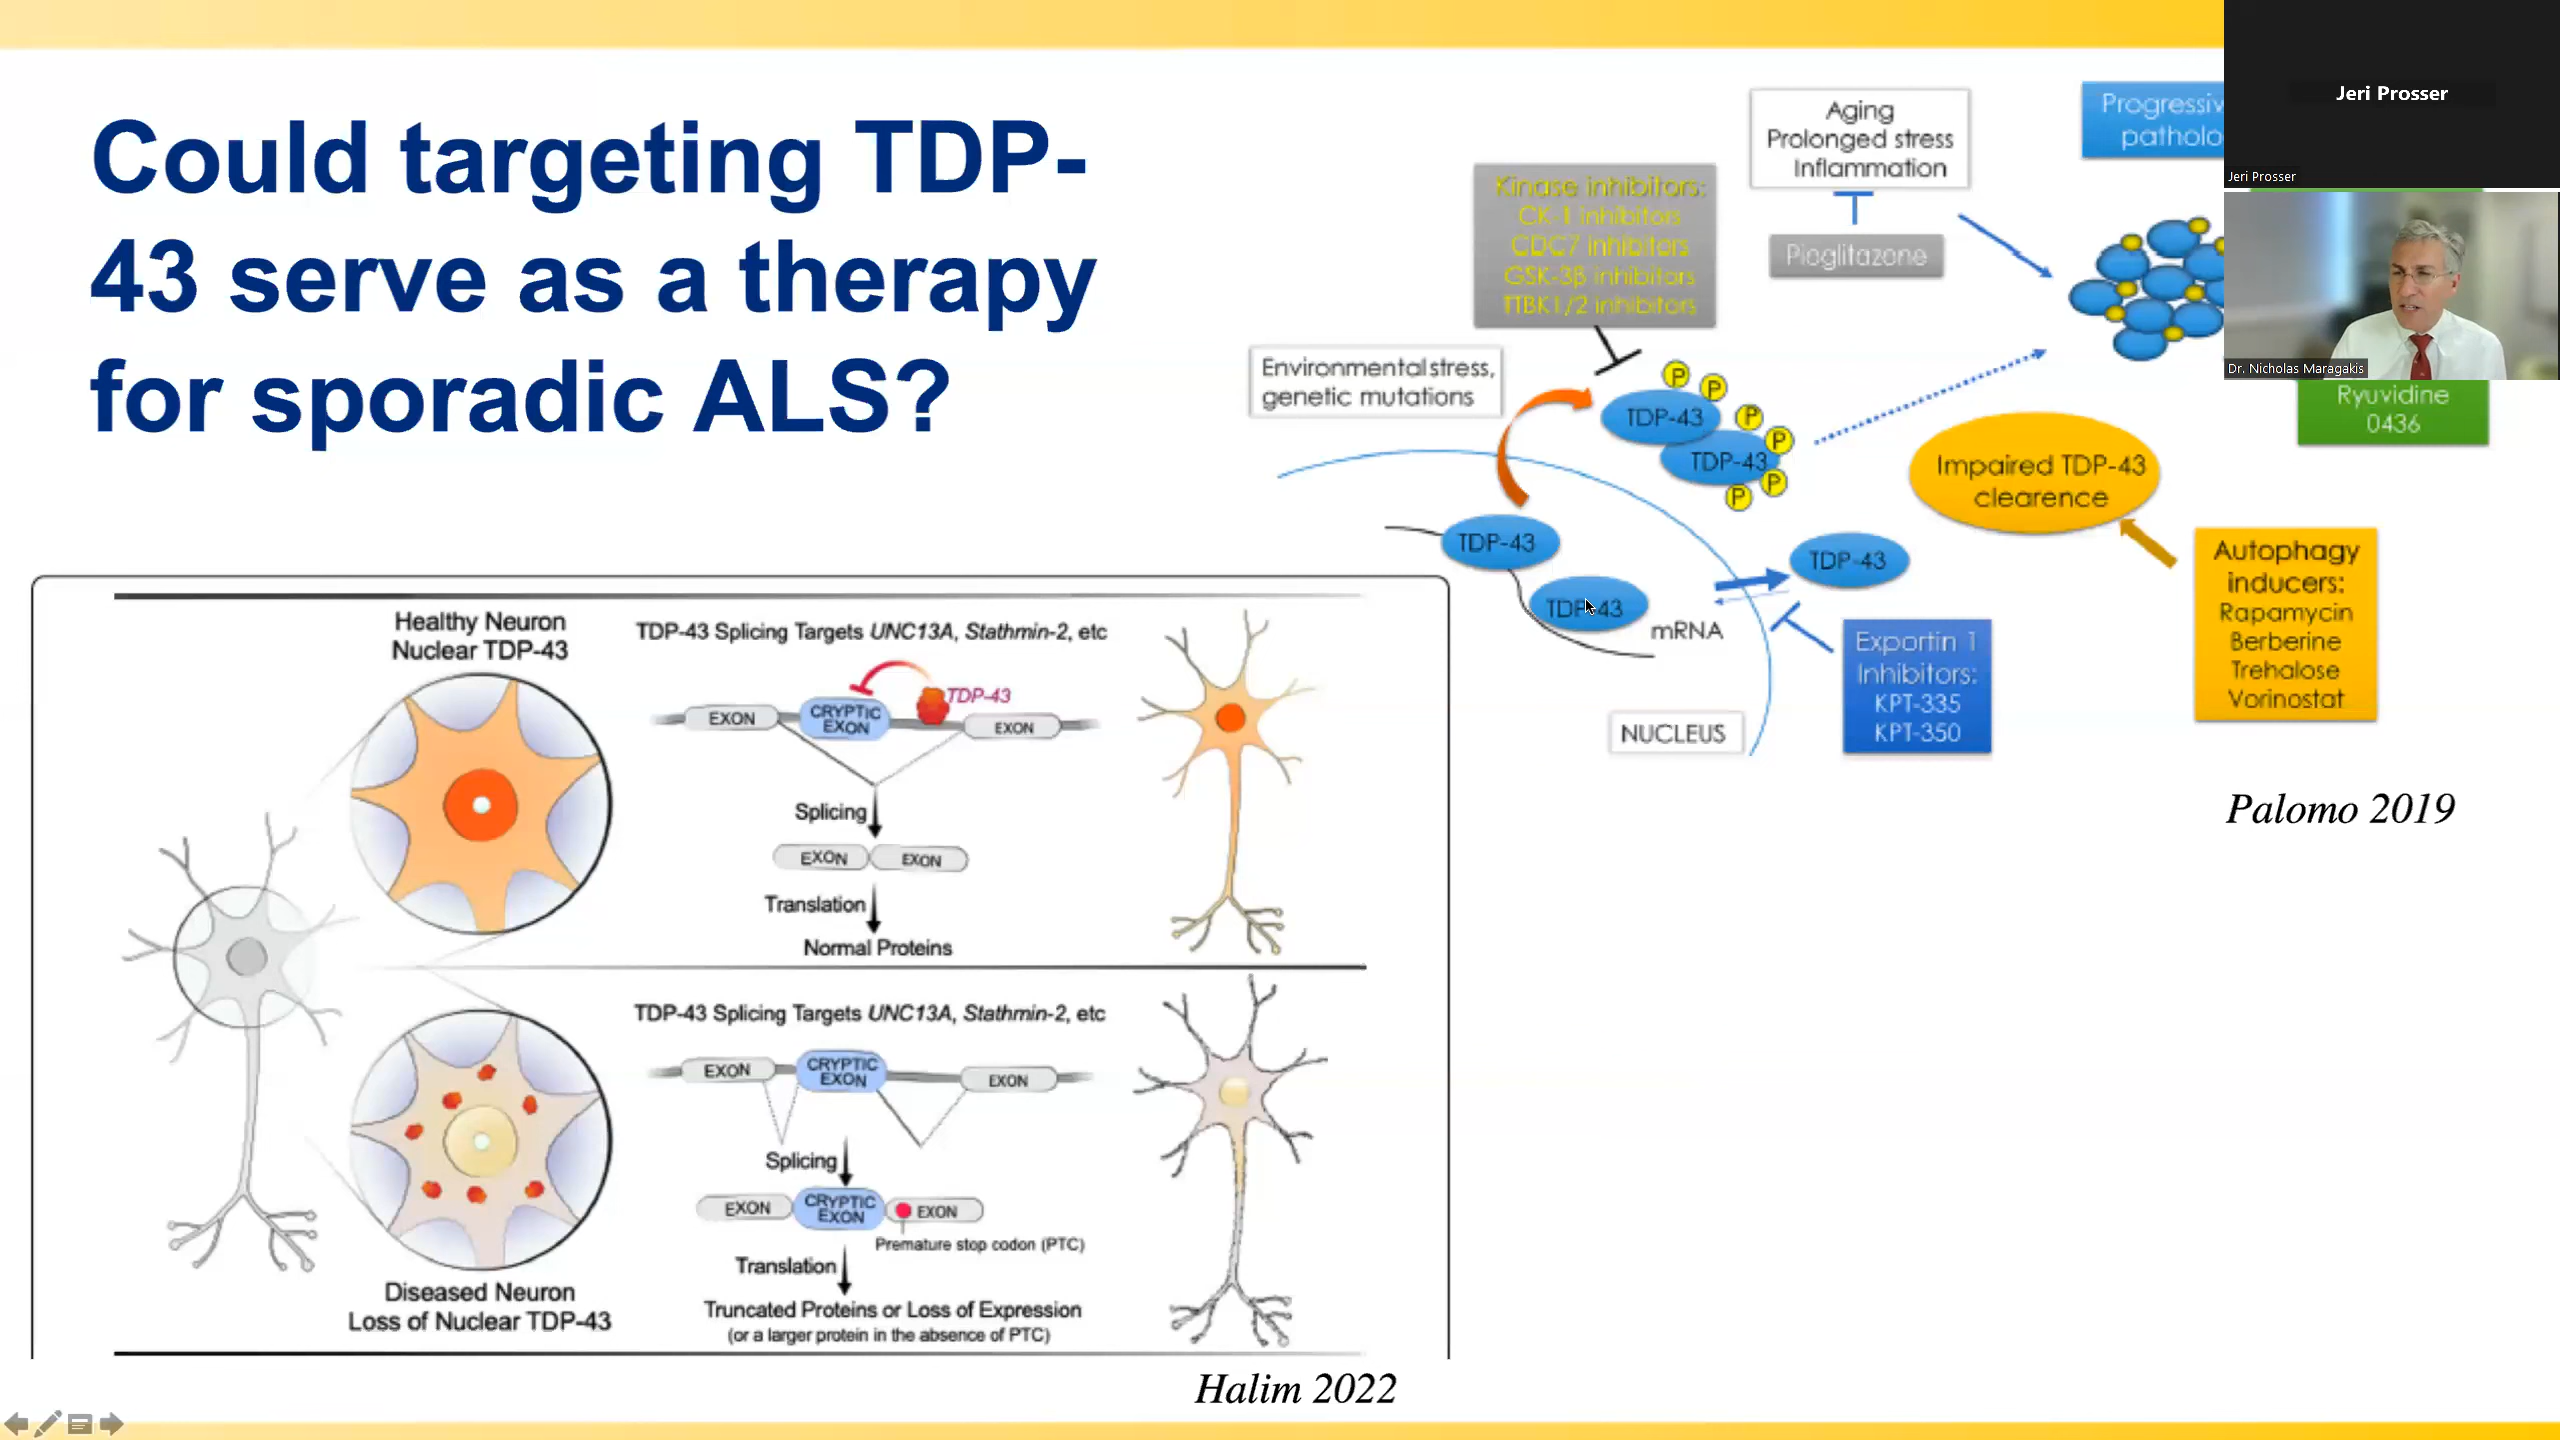 Could targeting TDP-
43 serve as a therapy
for sporadic ALS?
Aging
Prolonged stress
Inflammation
Pioglitazone
Kinase inhibitors:
CK-1 inhibitors
CDC7 inhibitors
GSK-3β inhibitors
TTBK1/2 inhibitors
Environmental stress,
genetic mutations
P
P
P
P
P
P
TDP-43
TDP-43
TDP-43
TDP-43
TDP-43
mRNA
NUCLEUS
Impaired TDP-43
clearence
Exportin 1
Inhibitors:
KPT-335
KPT-350
Autophagy
inducers:
Rapamycin
Berberine
Trehalose
Vorinostat
Ryuvidine
0436
Palomo 2019
Jeri Prosser
Jeri Prosser
Dr. Nicholas Maragakis
Healthy Neuron
Nuclear TDP-43
TDP-43 Splicing Targets UNC13A, Stathmin-2, etc
TDP-43
EXON
CRYPTIC
EXON
EXON
Splicing
EXON
EXON
Translation
Normal Proteins
TDP-43 Splicing Targets UNC13A, Stathmin-2, etc
EXON
CRYPTIC
EXON
EXON
Splicing
EXON
CRYPTIC
EXON
EXON
Premature stop codon (PTC)
Translation
Truncated Proteins or Loss of Expression
(or a larger protein in the absence of PTC)
Diseased Neuron
Loss of Nuclear TDP-43
Halim 2022